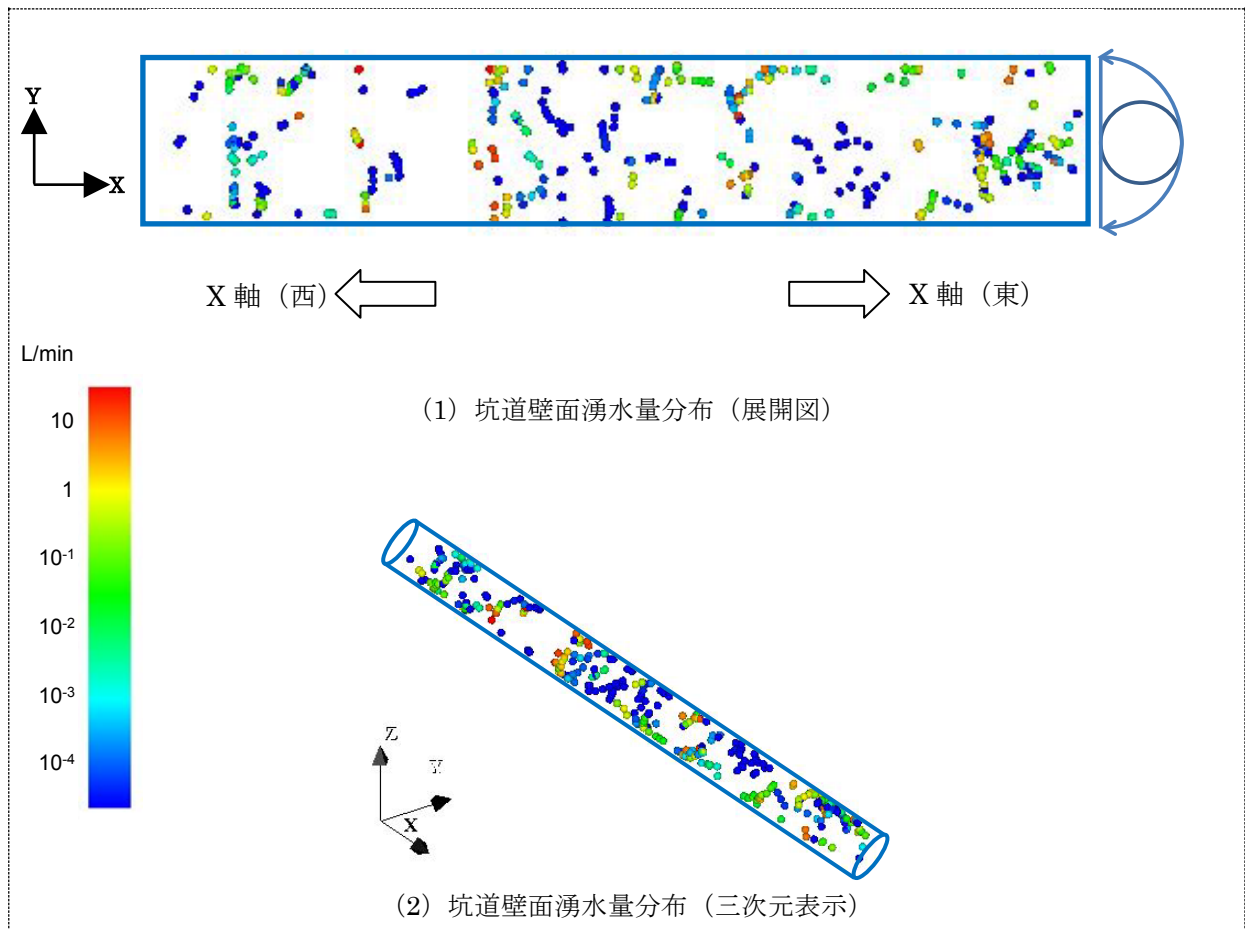 Y
X
X 軸（西）
X 軸（東）
L/min
10
1
10-1
10-2
10-3
10-4
（1）坑道壁面湧水量分布（展開図）
Z
Y
X
（2）坑道壁面湧水量分布（三次元表示）